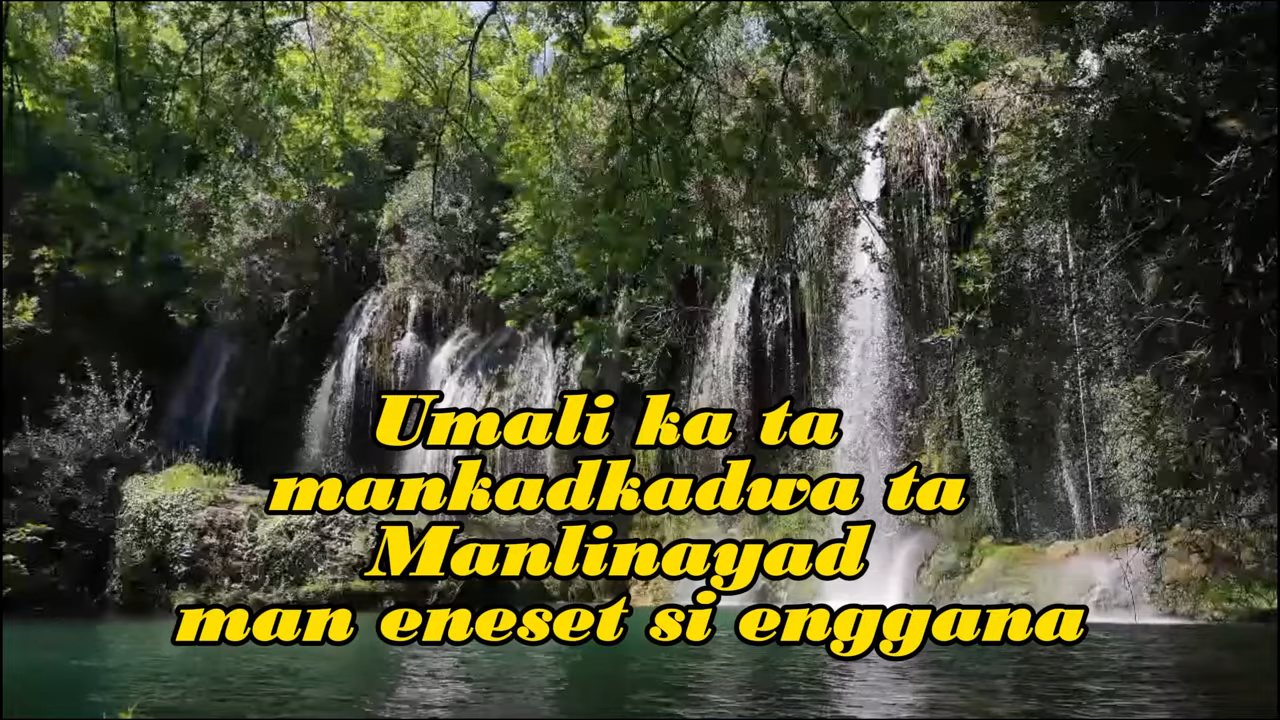 Umali ka ta
mankadkadwa ta
Manlinayad
man eneset si enggana